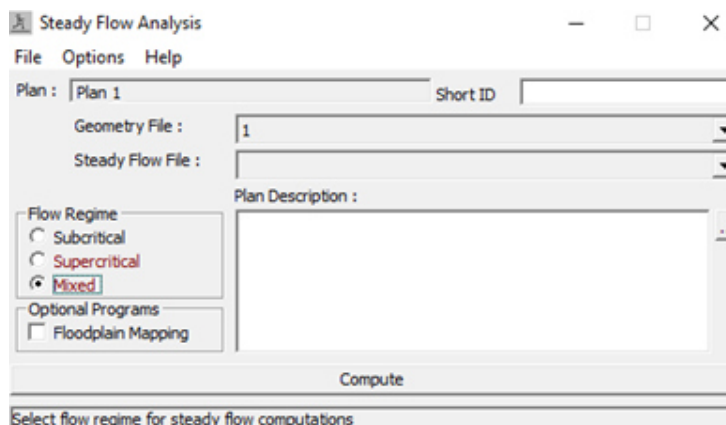 Steady Flow Analysis
File Options Help
Plan : Plan 1 Short ID
Geometry File : 1
Steady Flow File :
Plan Description :
Flow Regime
Subcritical
Supercritical
Mixed
Optional Programs
Floodplain Mapping
Compute
Select flow regime for steady flow computations